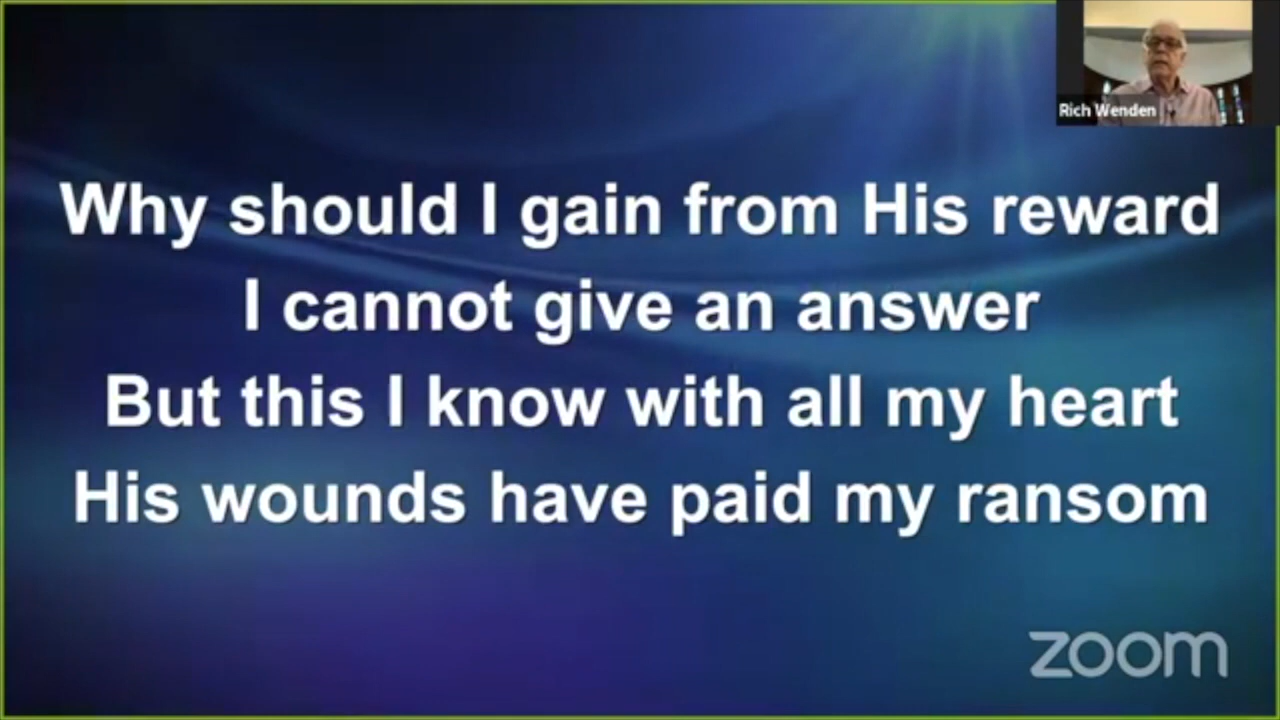 Rich Wenden
Why should I gain from His reward
I cannot give an answer
But this I know with all my heart
His wounds have paid my ransom
zoom